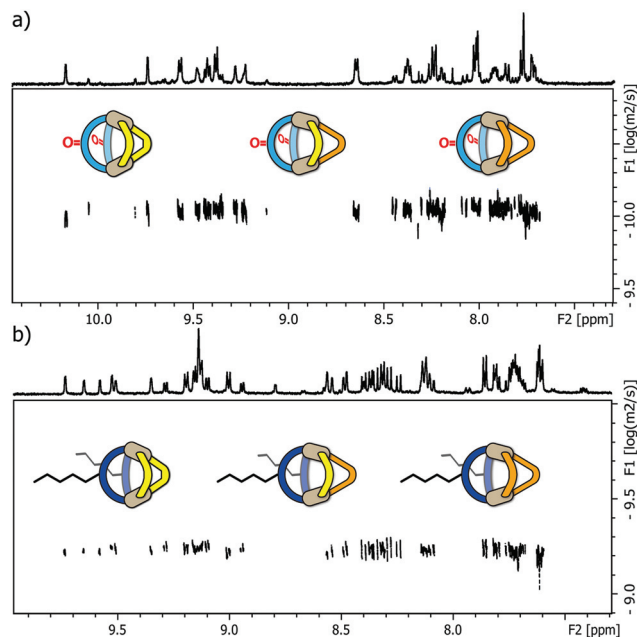 a)
O= O= O= O= O= O=
F1 [log(m2/s)]
- 10.0
- 9.5
10.0 9.5 9.0 8.5 8.0 F2 [ppm]
b)
F1 [log(m2/s)]
- 9.5
- 9.0
9.5 9.0 8.5 8.0 F2 [ppm]